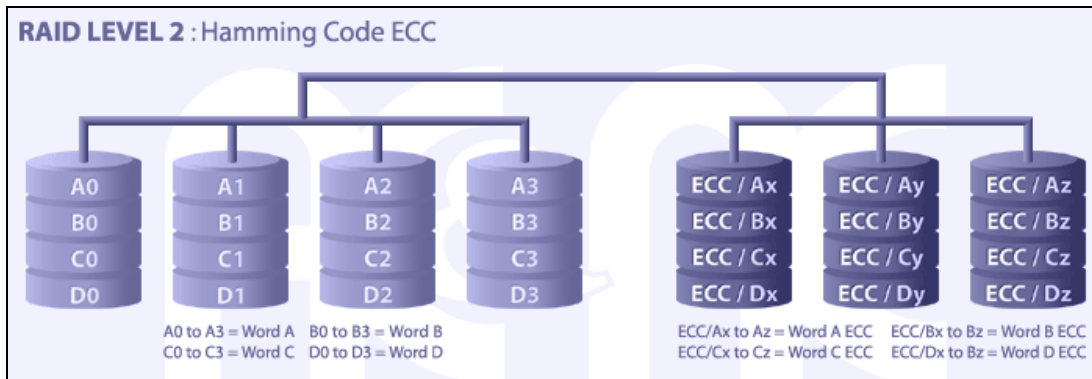 RAID LEVEL 2 : Hamming Code ECC
A0 A1 A2 A3 ECC / Ax ECC / Ay ECC / Az
B0 B1 B2 B3 ECC / Bx ECC / By ECC / Bz
C0 C1 C2 C3 ECC / Cx ECC / Cy ECC / Cz
D0 D1 D2 D3 ECC / Dx ECC / Dy ECC / Dz
A0 to A3 = Word A B0 to B3 = Word B ECC/Ax to Az = Word A ECC ECC/Bx to Bz = Word B ECC
C0 to C3 = Word C D0 to D3 = Word D ECC/Cx to Cz = Word C ECC ECC/Dx to Bz = Word D ECC